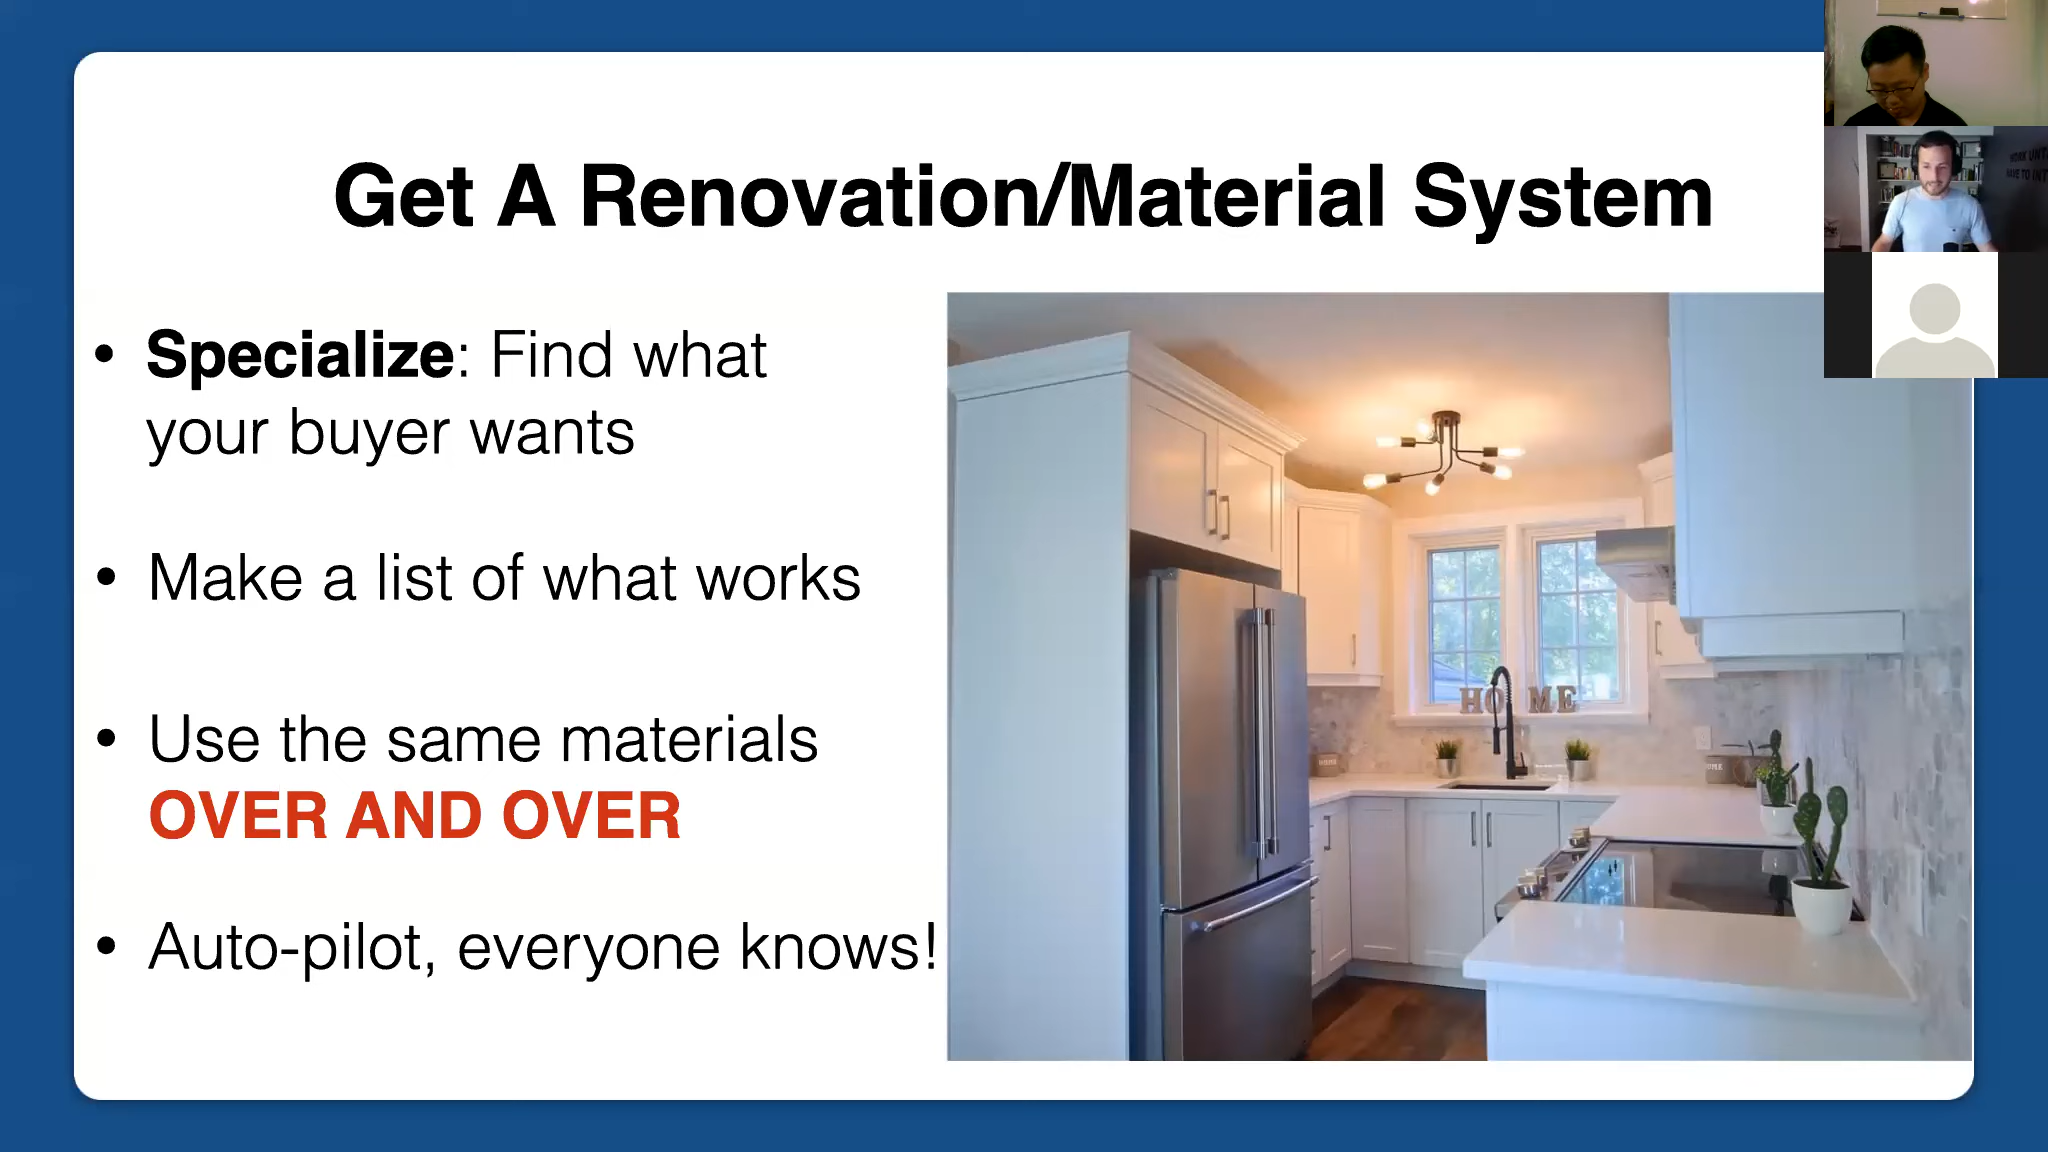 Get A Renovation/Material System
• Specialize: Find what
your buyer wants
• Make a list of what works
• Use the same materials
OVER AND OVER
• Auto-pilot, everyone knows!
HOME
HOME